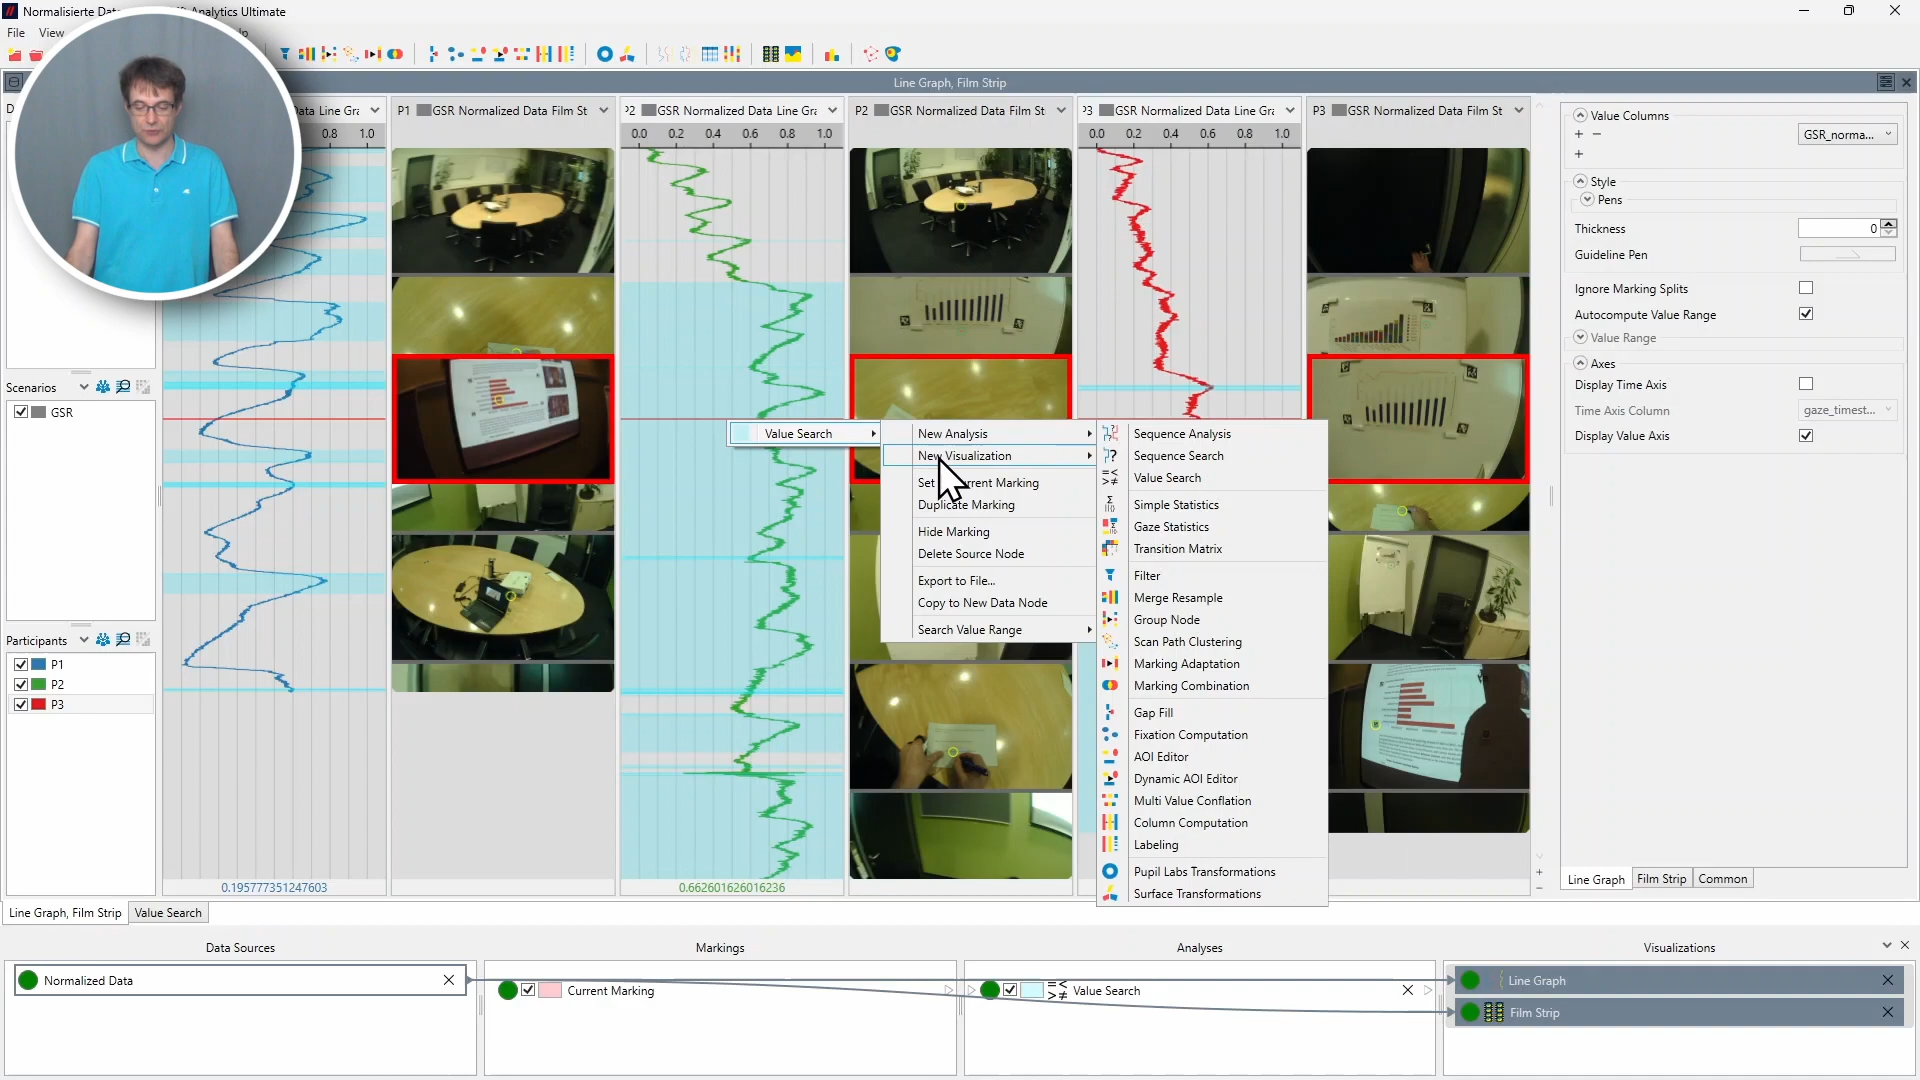 Normalisierte Da
Analytics Ultimate
File View
lp
Line Graph, Film Strip
D
ata Line Gra
P1 GSR Normalized Data Film St
P2 GSR Normalized Data Line Gra
P2 GSR Normalized Data Film St
P3 GSR Normalized Data Line Gra
P3 GSR Normalized Data Film St
0.8 1.0
0.0 0.2 0.4 0.6 0.8 1.0
0.0 0.2 0.4 0.6 0.8 1.0
Value Columns
+ −
GSR_norma...
+
Style
Pens
Thickness
0
Guideline Pen
Ignore Marking Splits
Autocompute Value Range
Value Range
Axes
Display Time Axis
Time Axis Column
gaze_timest...
Display Value Axis
Scenarios
GSR
Participants
P1
P2
P3
Value Search
New Analysis
New Visualization
Set rrent Marking
Duplicate Marking
Hide Marking
Delete Source Node
Export to File...
Copy to New Data Node
Search Value Range
Sequence Analysis
Sequence Search
Value Search
Simple Statistics
Gaze Statistics
Transition Matrix
Filter
Merge Resample
Group Node
Scan Path Clustering
Marking Adaptation
Marking Combination
Gap Fill
Fixation Computation
AOI Editor
Dynamic AOI Editor
Multi Value Conflation
Column Computation
Labeling
Pupil Labs Transformations
Surface Transformations
0.195777351247603
0.662601626016236
Line Graph Film Strip Common
Line Graph, Film Strip Value Search
Data Sources
Markings
Analyses
Visualizations
Normalized Data
Current Marking
Value Search
Line Graph
Film Strip